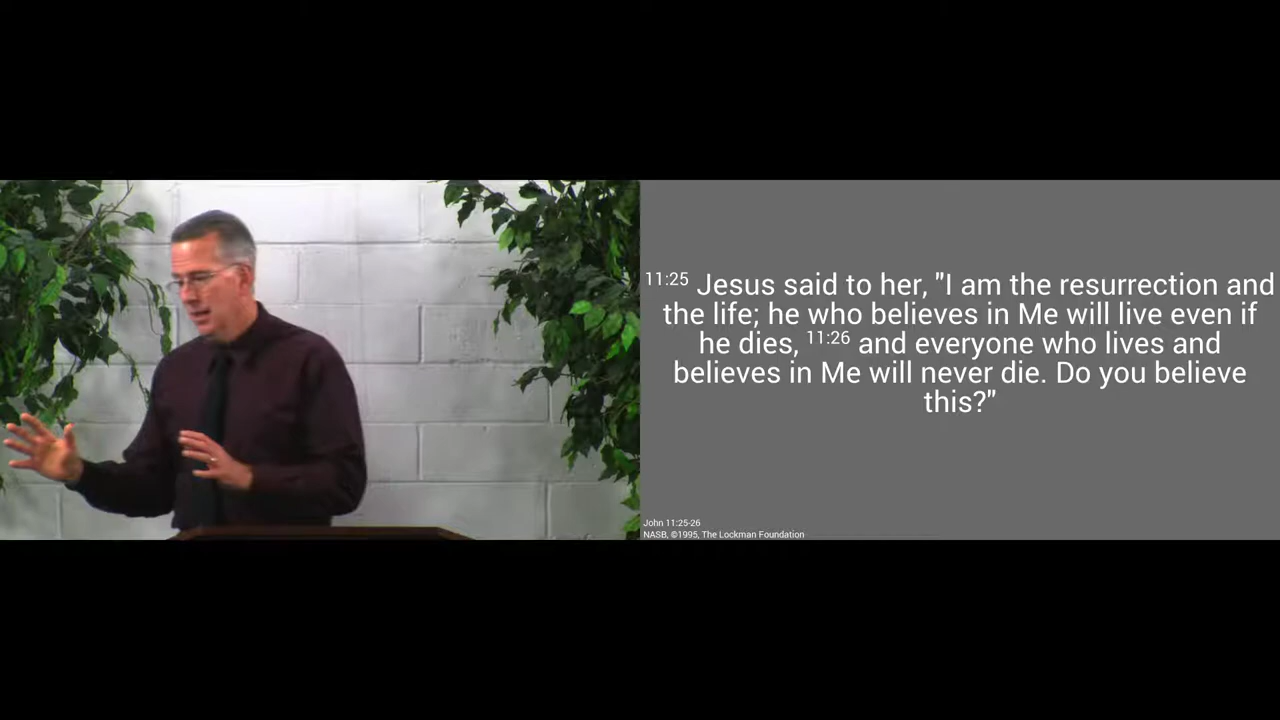 11:25 Jesus said to her, "I am the resurrection and
the life; he who believes in Me will live even if
he dies, 11:26 and everyone who lives and
believes in Me will never die. Do you believe
this?"
John 11:25-26
NASB, ©1995, The Lockman Foundation